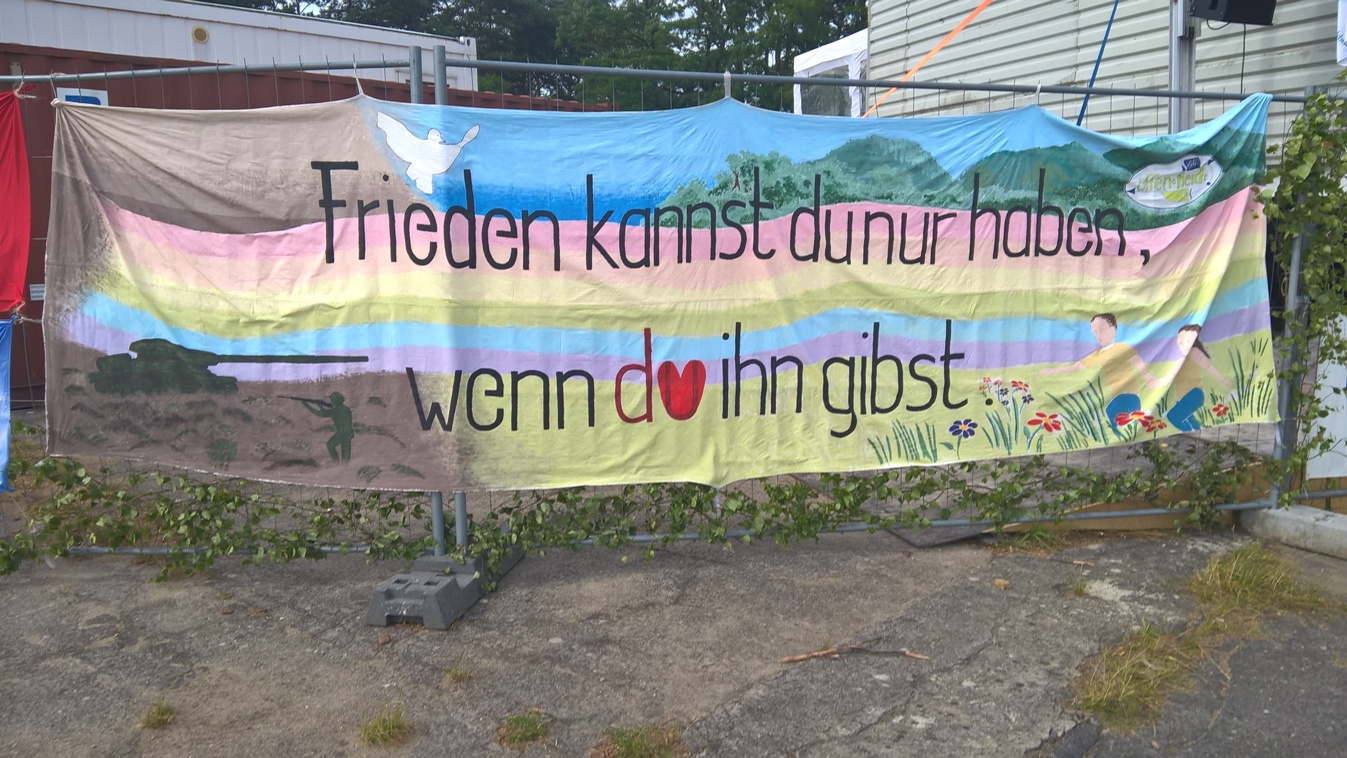 Frieden kannst du nur haben,
wenn du ihn gibst.